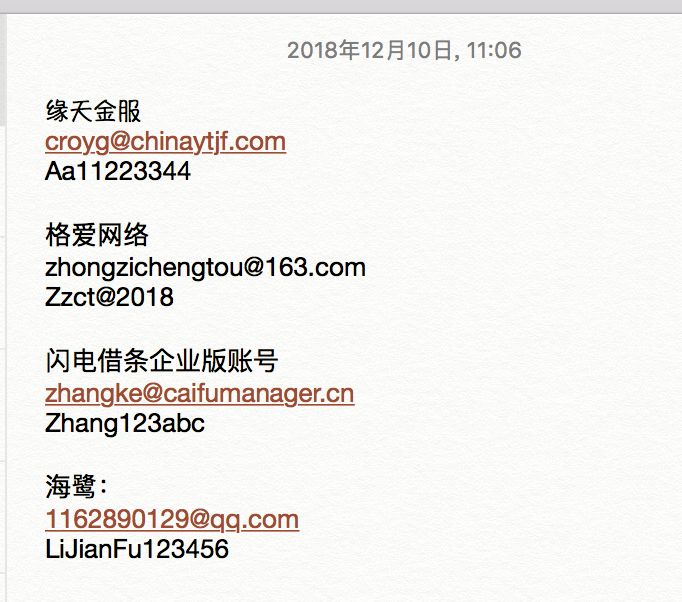 2018年12月10日, 11:06
缘天金服
croyg@chinaytjf.com
Aa11223344
格爱网络
zhongzichengtou@163.com
Zzct@2018
闪电借条企业版账号
zhangke@caifumanager.cn
Zhang123abc
海鹭：
1162890129@qq.com
LiJianFu123456